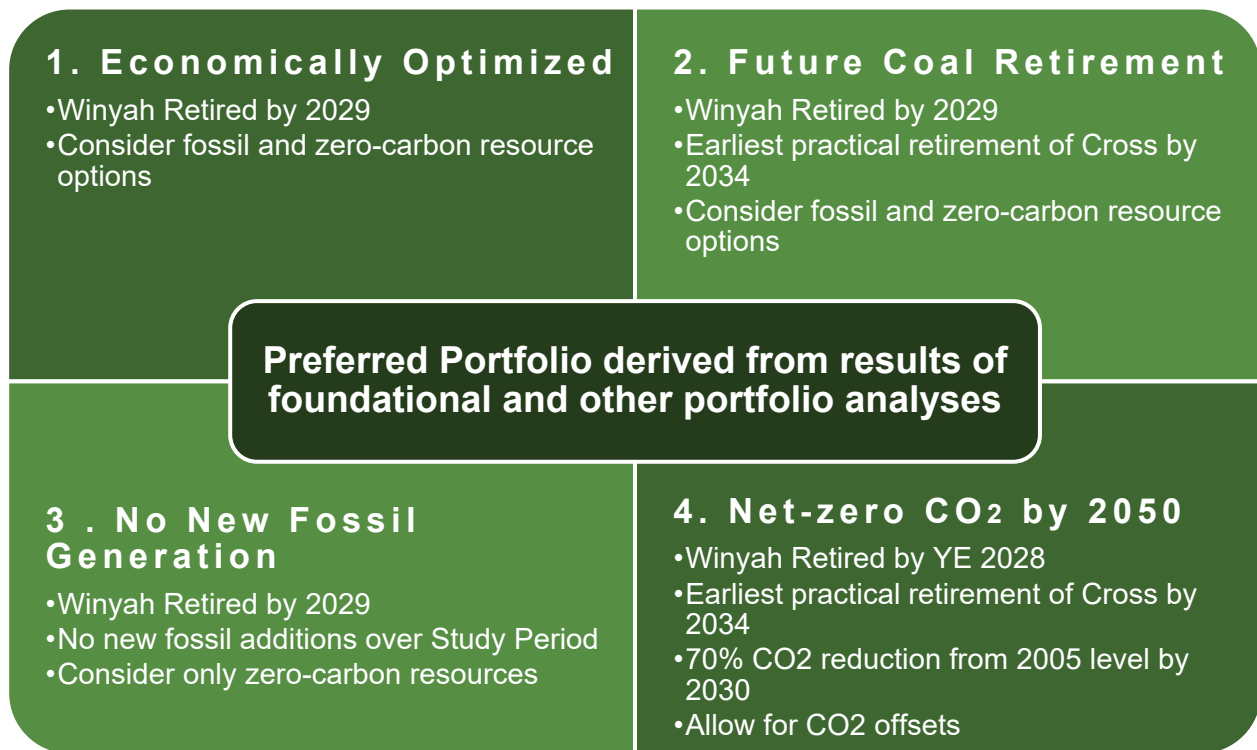 1. Economically Optimized
•Winyah Retired by 2029
•Consider fossil and zero-carbon resource
options
2. Future Coal Retirement
•Winyah Retired by 2029
•Earliest practical retirement of Cross by
2034
•Consider fossil and zero-carbon resource
options
Preferred Portfolio derived from results of
foundational and other portfolio analyses
3 . No New Fossil
Generation
•Winyah Retired by 2029
•No new fossil additions over Study Period
•Consider only zero-carbon resources
4. Net-zero CO2 by 2050
•Winyah Retired by YE 2028
•Earliest practical retirement of Cross by
2034
•70% CO2 reduction from 2005 level by
2030
•Allow for CO2 offsets